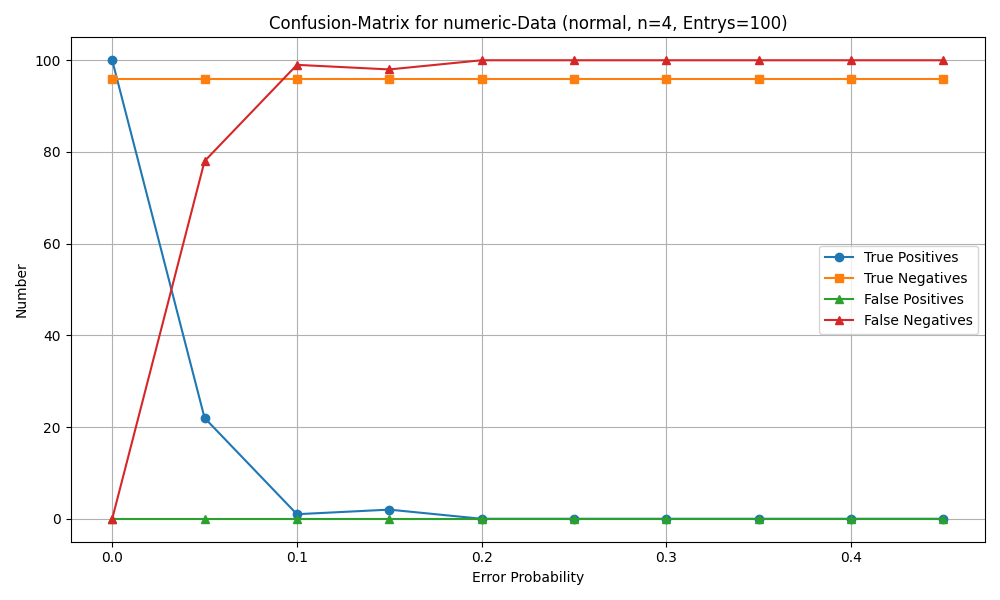 Confusion-Matrix for numeric-Data (normal, n=4, Entrys=100)
Number
100
80
60
40
20
0
True Positives
True Negatives
False Positives
False Negatives
0.0 0.1 0.2 0.3 0.4
Error Probability